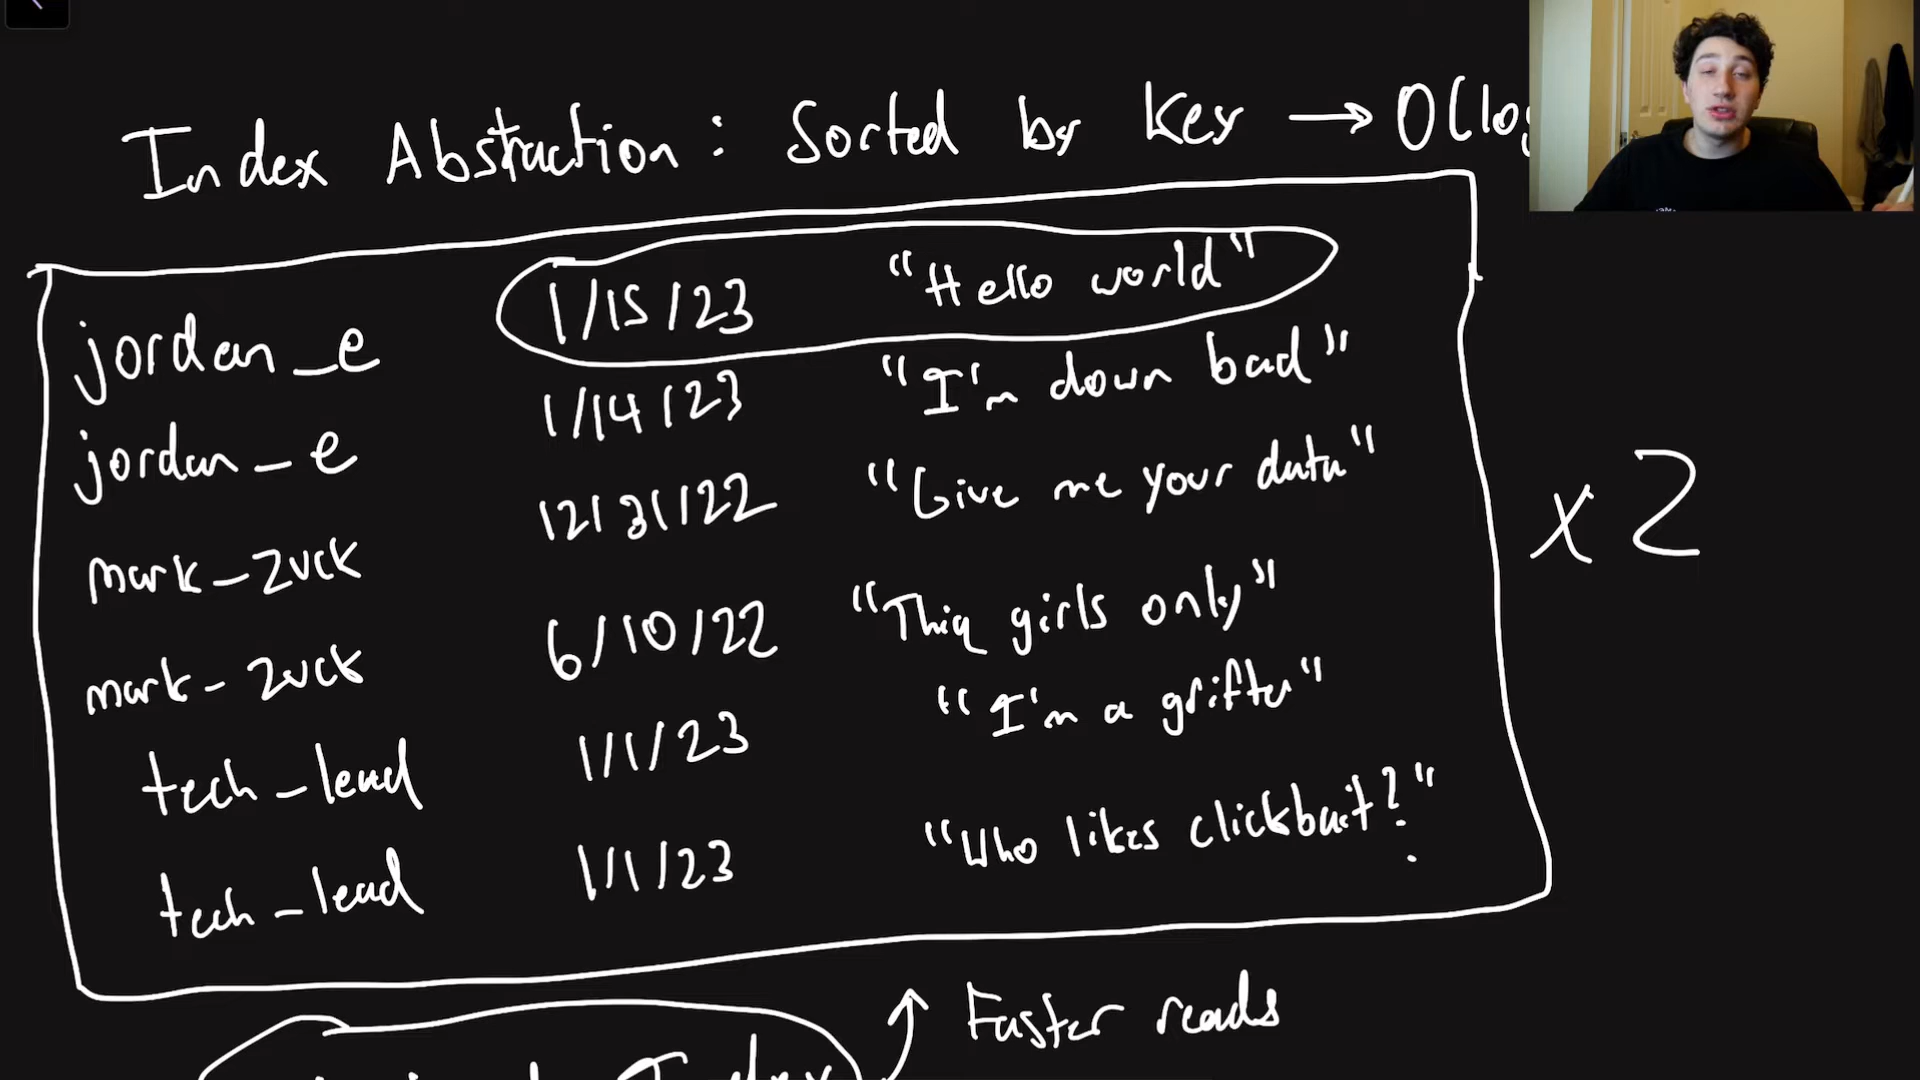 Index Abstraction : Sorted by Key → O(log
jordan_e 1/15/23 "Hello world"
jordan_e 1/14/23 "I'm down bad"
mark_zuck 12/31/22 "Give me your data"
mark_zuck 6/10/22 "Thiq girls only"
tech_lead 1/1/23 "I'm a grifter"
tech_lead 1/1/23 "Who likes clickbait?"
x2
Faster reads
Index